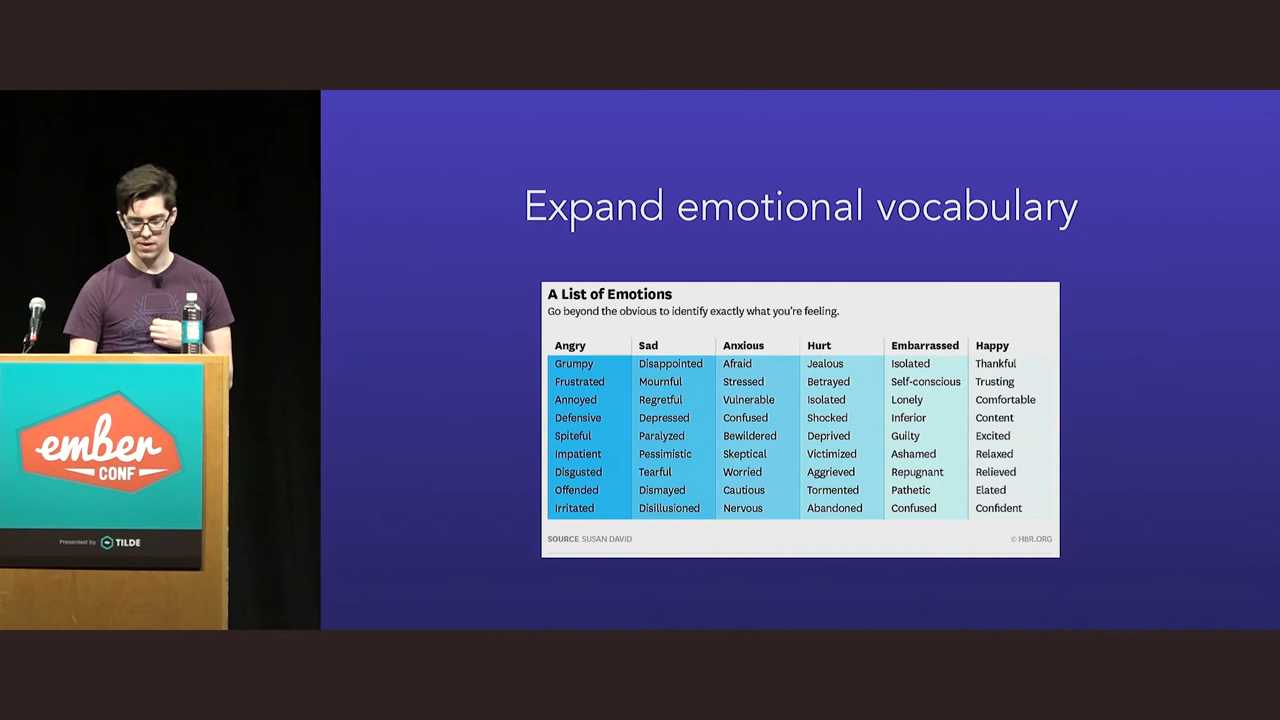 Expand emotional vocabulary
A List of Emotions
Go beyond the obvious to identify exactly what you're feeling.
Angry Sad Anxious Hurt Embarrassed Happy
Grumpy Disappointed Afraid Jealous Isolated Thankful
Frustrated Mournful Stressed Betrayed Self-conscious Trusting
Annoyed Regretful Vulnerable Isolated Lonely Comfortable
Defensive Depressed Confused Shocked Inferior Content
Spiteful Paralyzed Bewildered Deprived Guilty Excited
Impatient Pessimistic Skeptical Victimized Ashamed Relaxed
Disgusted Tearful Worried Aggrieved Repugnant Relieved
Offended Dismayed Cautious Tormented Pathetic Elated
Irritated Disillusioned Nervous Abandoned Confused Confident
SOURCE SUSAN DAVID © HBR.ORG
ember
CONF
Presented by TILDE